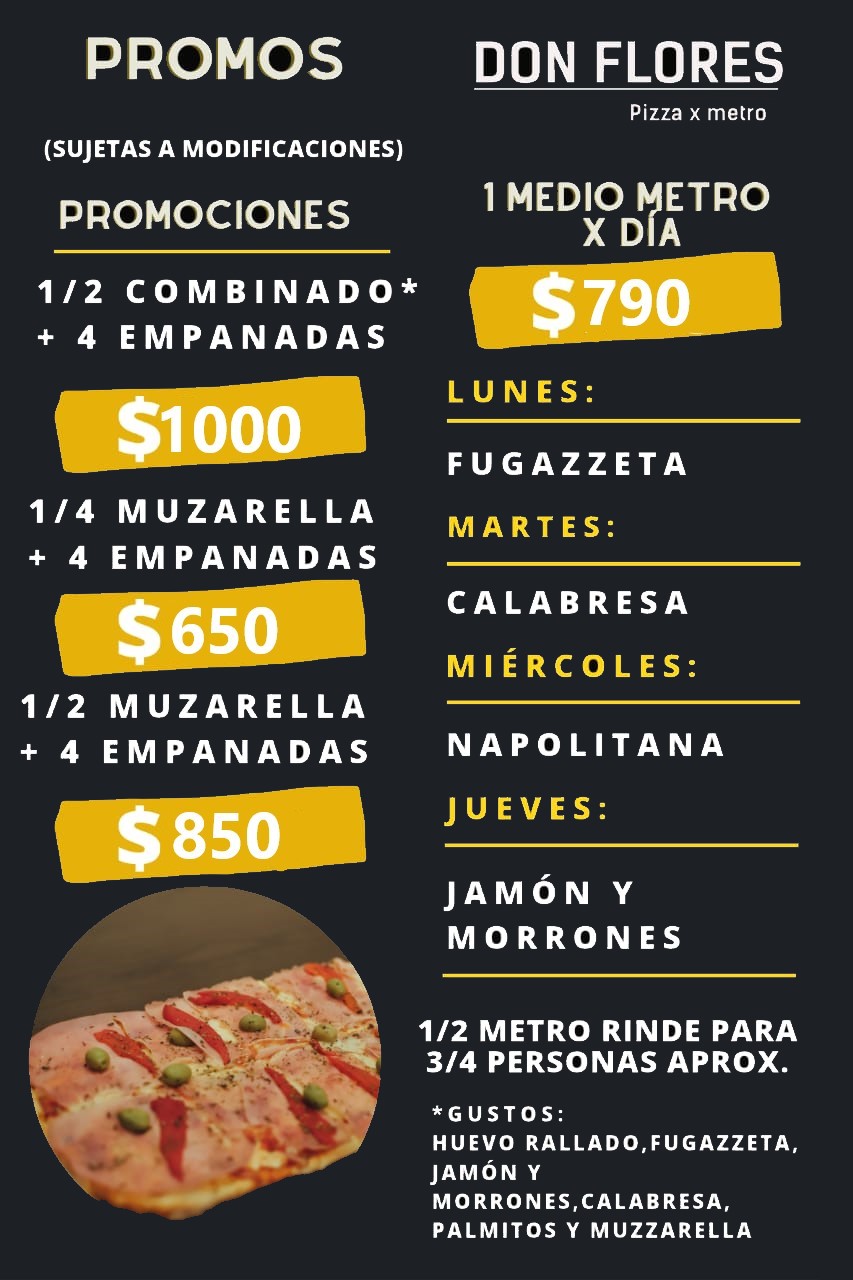 PROMOS
(SUJETAS A MODIFICACIONES)
PROMOCIONES
1/2 COMBINADO*
+ 4 EMPANADAS
$1000
1/4 MUZARELLA
+ 4 EMPANADAS
$650
1/2 MUZARELLA
+ 4 EMPANADAS
$850
DON FLORES
Pizza x metro
1 MEDIO METRO
X DÍA
$790
LUNES:
FUGAZZETA
MARTES:
CALABRESA
MIÉRCOLES:
NAPOLITANA
JUEVES:
JAMÓN Y
MORRONES
1/2 METRO RINDE PARA
3/4 PERSONAS APROX.
*GUSTOS:
HUEVO RALLADO,FUGAZZETA,
JAMÓN Y
MORRONES,CALABRESA,
PALMITOS Y MUZZARELLA